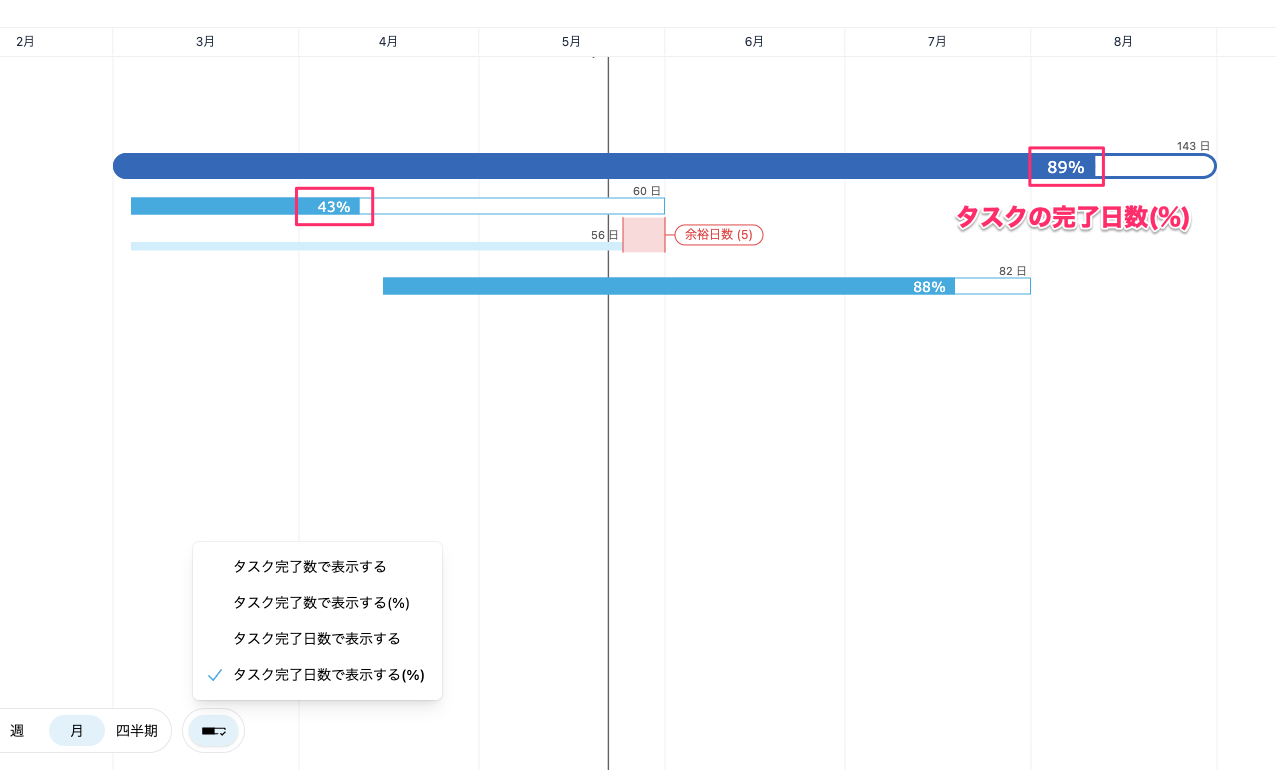 2月 3月 4月 5月 6月 7月 8月
143 日
89%
60 日
43%
タスクの完了日数(%)
56 日
余裕日数 (5)
82 日
88%
タスク完了数で表示する
タスク完了数で表示する(%)
タスク完了日数で表示する
タスク完了日数で表示する(%)
週 月 四半期